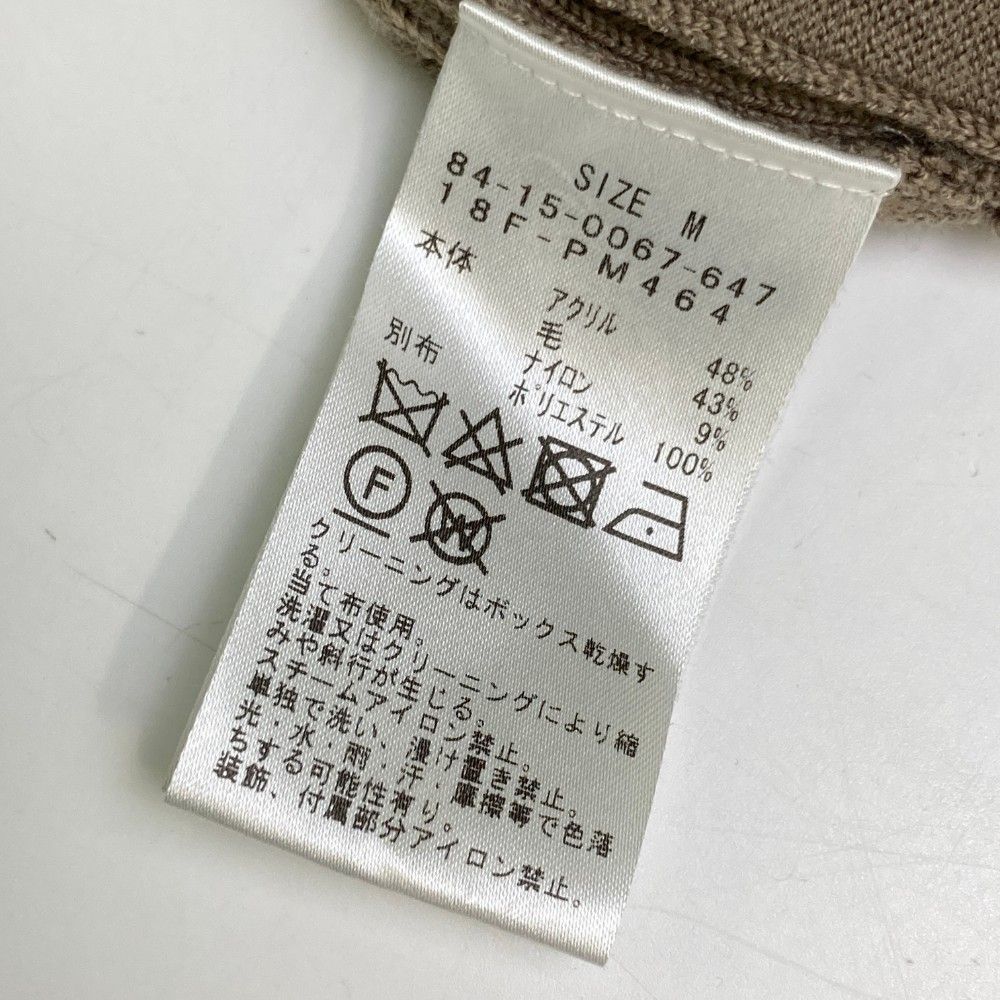 SIZE M
84-15-0067-647
18F-PM464
本体 アクリル 48%
毛 43%
ナイロン 9%
別布 ポリエステル 100%
F
W
クリーニングはボックス乾燥す
る。
当て布使用。
洗濯又はクリーニングにより縮
みや斜行が生じる。
スチームアイロン禁止。
単独で洗い、浸け置き禁止。
光・水・雨・汗・摩擦等で色落
ちする可能性有り。
装飾、付属部分アイロン禁止。